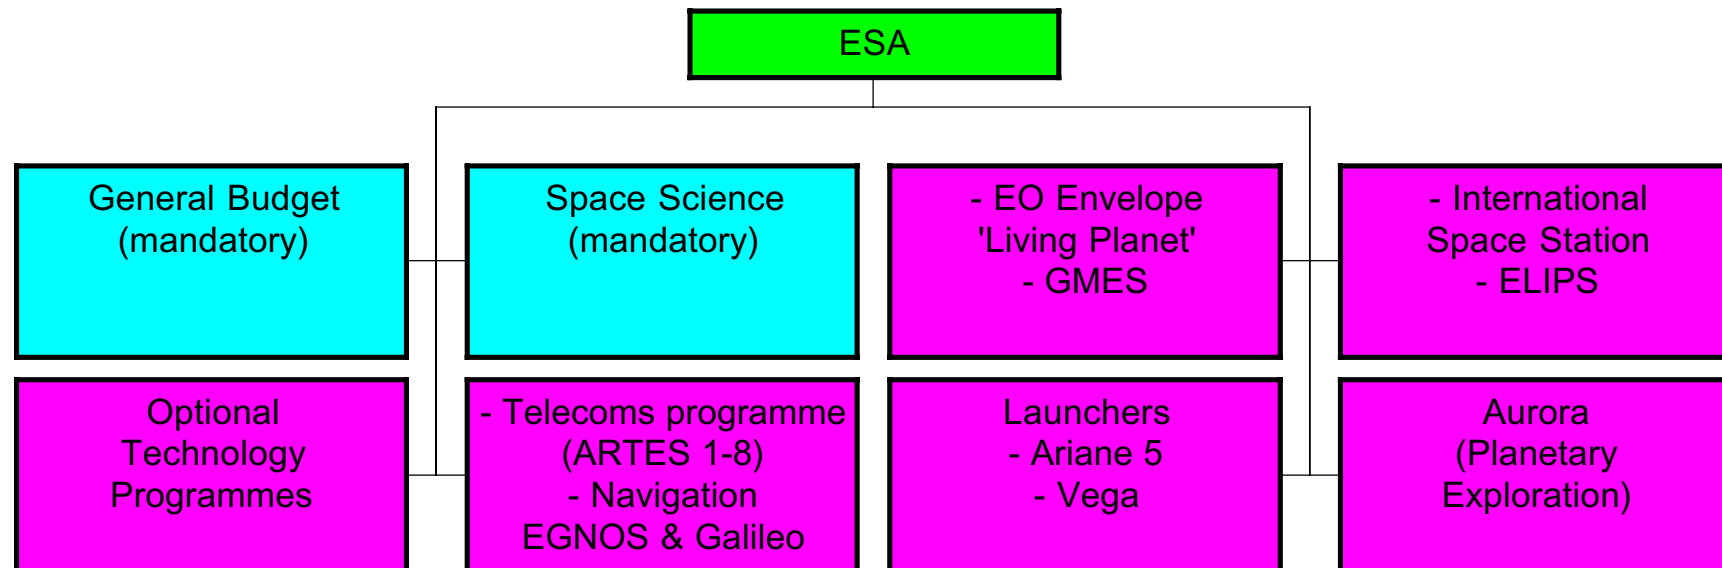 ESA
General Budget
(mandatory)
Space Science
(mandatory)
- EO Envelope
'Living Planet'
- GMES
- International
Space Station
- ELIPS
Optional
Technology
Programmes
- Telecoms programme
(ARTES 1-8)
- Navigation
EGNOS & Galileo
Launchers
- Ariane 5
- Vega
Aurora
(Planetary
Exploration)